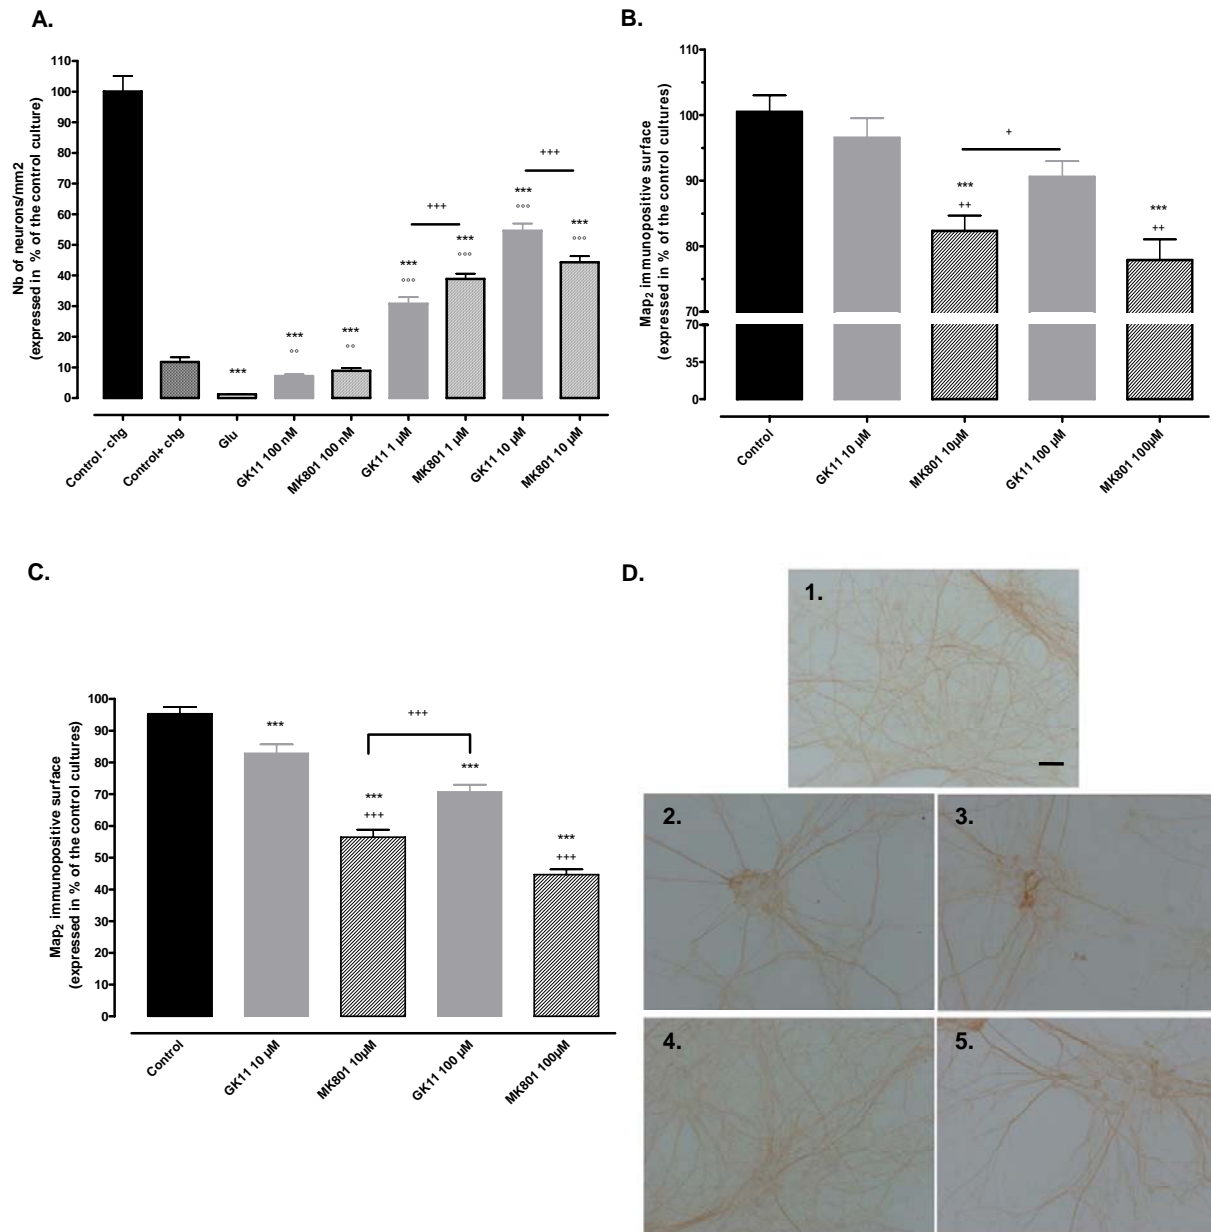 A.
Nb of neurons/mm2
(expressed in % of the control culture)
110
100
90
80
70
60
50
40
30
20
10
0
***
***
°°
***
°°
***
°°°
+++
***
°°°
***
°°°
+++
***
°°°
Control - chg
Control+ chg
Glu
GK11 100 nM
MK801 100 nM
GK11 1 µM
MK801 1 µM
GK11 10 µM
MK801 10 µM
B.
Map2 immunopositive surface
(expressed in % of the control cultures)
110
100
90
80
70
70
35
0
***
++
+
***
++
Control
GK11 10 µM
MK801 10µM
GK11 100 µM
MK801 100µM
C.
Map2 immunopositive surface
(expressed in % of the control cultures)
100
90
80
70
60
50
40
30
20
10
0
***
***
+++
+++
***
***
+++
Control
GK11 10 µM
MK801 10µM
GK11 100 µM
MK801 100µM
D.
1.
2.
3.
4.
5.